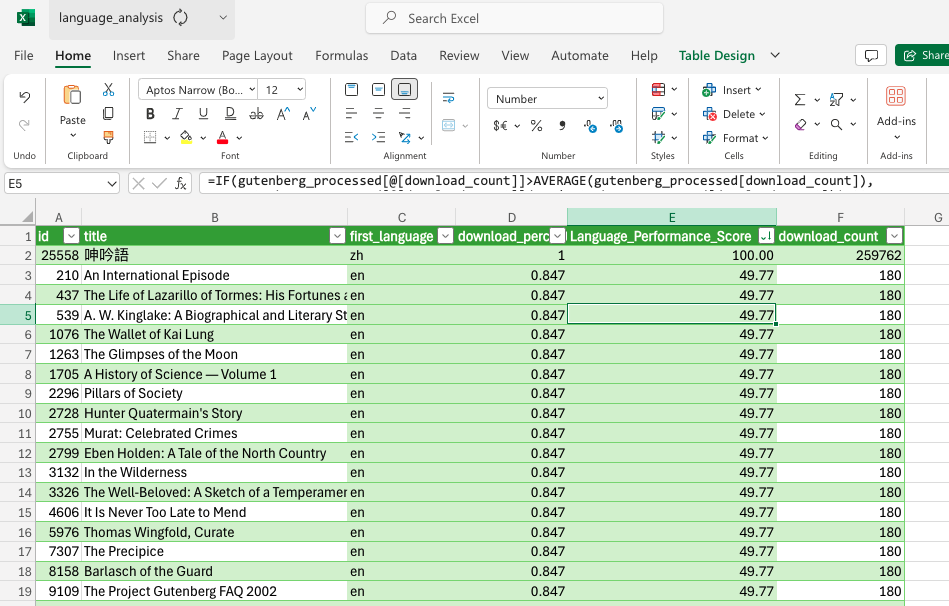 language_analysis
Search Excel
File Home Insert Share Page Layout Formulas Data Review View Automate Help Table Design
Share
Paste
Aptos Narrow (Bo... 12
B I U D ab A A
A
Number
$€ % 9
Insert
Delete
Format
Add-ins
Undo Clipboard Font Alignment Number Styles Cells Editing Add-ins
E5 fx =IF(gutenberg_processed[@[download_count]]>AVERAGE(gutenberg_processed[download_count]),
A B C D E F G
1 id title first_language download_perc Language_Performance_Score download_count
2 25558 呻吟語 zh 1 100.00 259762
3 210 An International Episode en 0.847 49.77 180
4 437 The Life of Lazarillo of Tormes: His Fortunes a en 0.847 49.77 180
5 539 A. W. Kinglake: A Biographical and Literary St en 0.847 49.77 180
6 1076 The Wallet of Kai Lung en 0.847 49.77 180
7 1263 The Glimpses of the Moon en 0.847 49.77 180
8 1705 A History of Science — Volume 1 en 0.847 49.77 180
9 2296 Pillars of Society en 0.847 49.77 180
10 2728 Hunter Quatermain's Story en 0.847 49.77 180
11 2755 Murat: Celebrated Crimes en 0.847 49.77 180
12 2799 Eben Holden: A Tale of the North Country en 0.847 49.77 180
13 3132 In the Wilderness en 0.847 49.77 180
14 3326 The Well-Beloved: A Sketch of a Temperamen en 0.847 49.77 180
15 4606 It Is Never Too Late to Mend en 0.847 49.77 180
16 5976 Thomas Wingfold, Curate en 0.847 49.77 180
17 7307 The Precipice en 0.847 49.77 180
18 8158 Barlasch of the Guard en 0.847 49.77 180
19 9109 The Project Gutenberg FAQ 2002 en 0.847 49.77 180